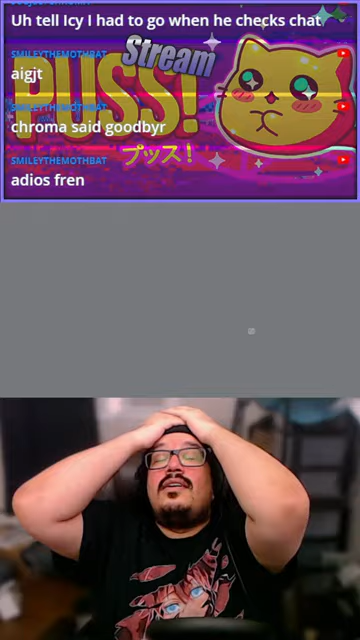 Uh tell Icy I had to go when he checks chat
SMILEYTHEMOTHBAT
Stream
aigjt
PUSS!
SMILEYTHEMOTHBAT
chroma said goodbyr
プッス!
SMILEYTHEMOTHBAT
adios fren